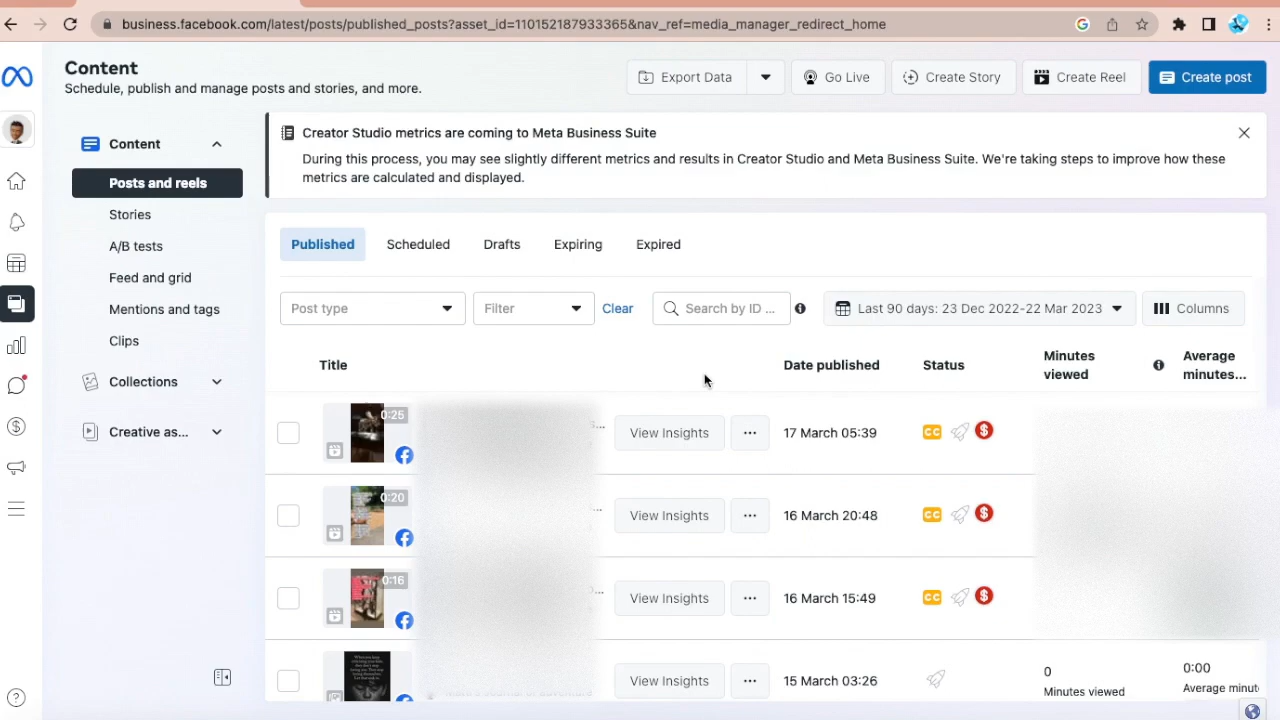 business.facebook.com/latest/posts/published_posts?asset_id=110152187933365&nav_ref=media_manager_redirect_home
Content
Schedule, publish and manage posts and stories, and more.
Export Data
Go Live
Create Story
Create Reel
Create post
Content
Posts and reels
Stories
A/B tests
Feed and grid
Mentions and tags
Clips
Collections
Creative as...
Creator Studio metrics are coming to Meta Business Suite
During this process, you may see slightly different metrics and results in Creator Studio and Meta Business Suite. We're taking steps to improve how these
metrics are calculated and displayed.
Published
Scheduled
Drafts
Expiring
Expired
Post type
Filter
Clear
Search by ID ...
Last 90 days: 23 Dec 2022-22 Mar 2023
Columns
Title
Date published
Status
Minutes
viewed
Average
minutes...
0:25
View Insights
17 March 05:39
CC
0:20
View Insights
16 March 20:48
CC
0:16
View Insights
16 March 15:49
CC
View Insights
15 March 03:26
0
Minutes viewed
0:00
Average minut